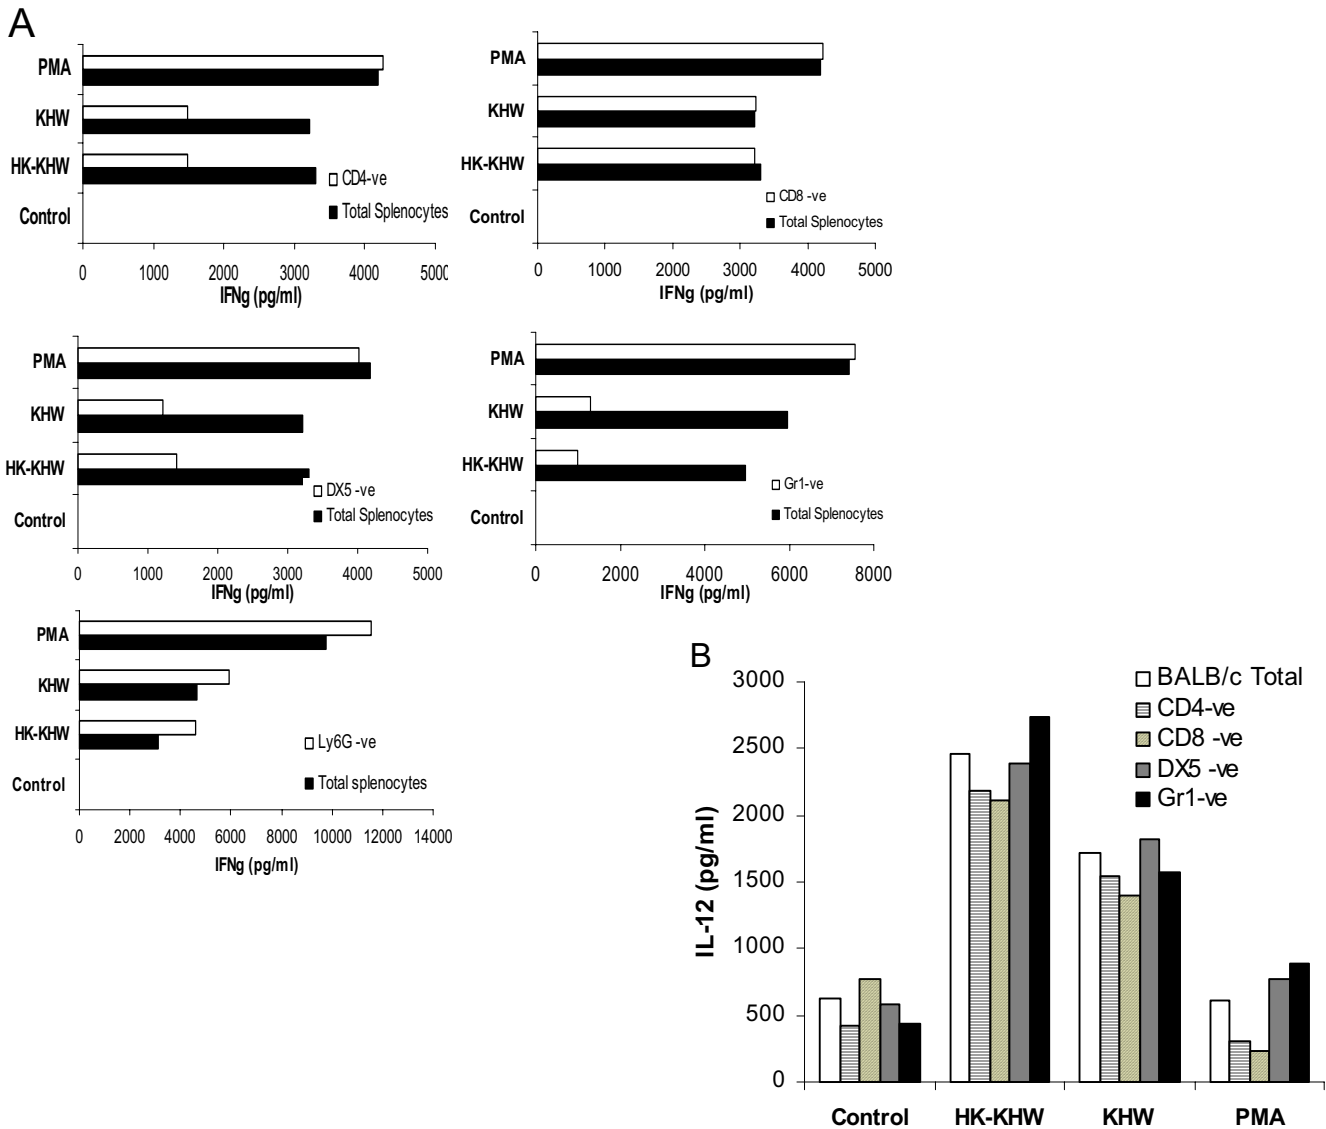 A
PMA
KHW
HK-KHW
Control
CD4-ve
Total Splenocytes
0 1000 2000 3000 4000 500
IFNg (pg/ml)
PMA
KHW
HK-KHW
Control
CD8 -ve
Total Splenocytes
0 1000 2000 3000 4000 5000
IFNg (pg/ml)
PMA
KHW
HK-KHW
Control
DX5 -ve
Total Splenocytes
0 1000 2000 3000 4000 5000
IFNg (pg/ml)
PMA
KHW
HK-KHW
Control
Gr1-ve
Total Splenocytes
0 2000 4000 6000 8000
IFNg (pg/ml)
PMA
KHW
HK-KHW
Control
Ly6G -ve
Total splenocytes
0 2000 4000 6000 8000 10000 12000 14000
IFNg (pg/ml)
B
3000
2500
2000
1500
1000
500
0
IL-12 (pg/ml)
BALB/c Total
CD4-ve
CD8 -ve
DX5 -ve
Gr1-ve
Control HK-KHW KHW PMA